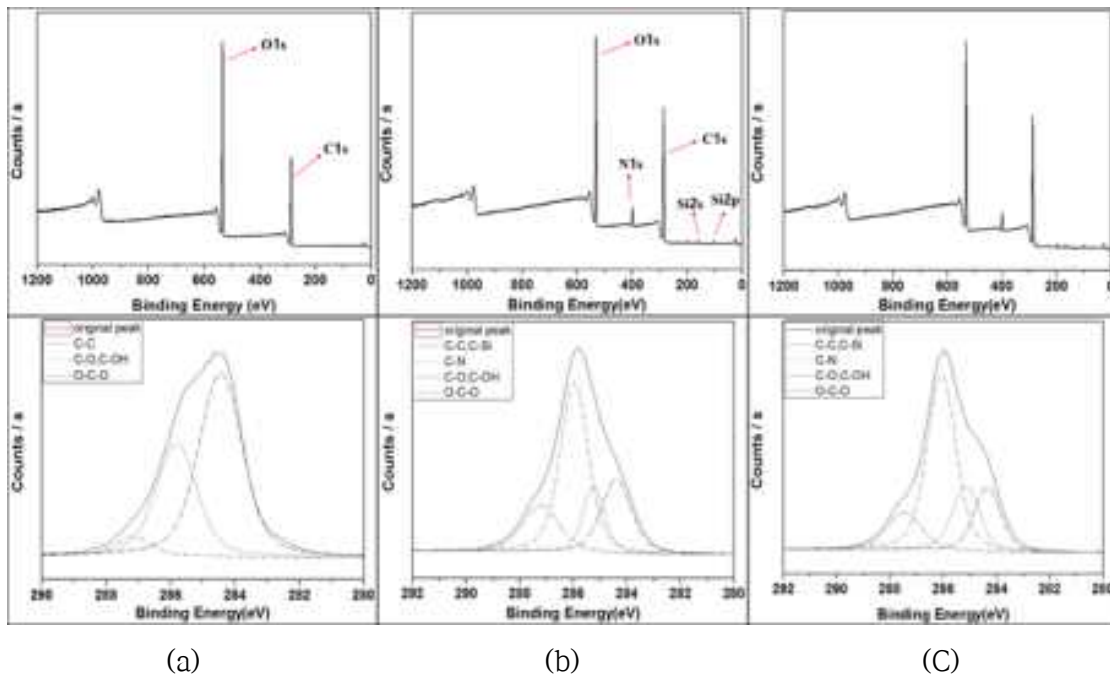 Counts / s
O1s
C1s
1200 1000 800 600 400 200 0
Binding Energy (eV)
Counts / s
O1s
N1s
C1s
Si2s
Si2p
1200 1000 800 600 400 200 0
Binding Energy(eV)
Counts / s
1200 1000 800 600 400 200 0
Binding Energy(eV)
Counts / s
original peak
C-C
C-O,C-OH
O-C-O
290 288 286 284 282 280
Binding Energy(eV)
Counts / s
original peak
C-C,C-Si
C-N
C-O,C-OH
O-C-O
292 290 288 286 284 282 280
Binding Energy(eV)
Counts / s
original peak
C-C,C-Si
C-N
C-O,C-OH
O-C-O
292 290 288 286 284 282 280
Binding Energy(eV)
(a)
(b)
(C)